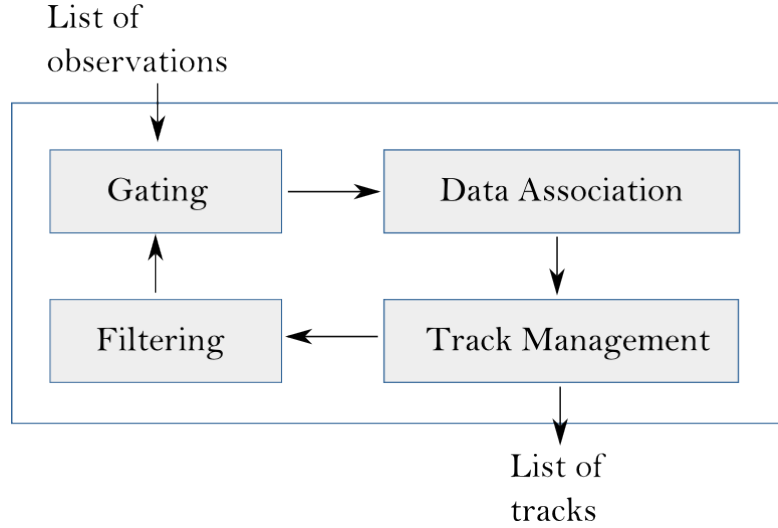 List of
observations
Gating
Data Association
Filtering
Track Management
List of
tracks